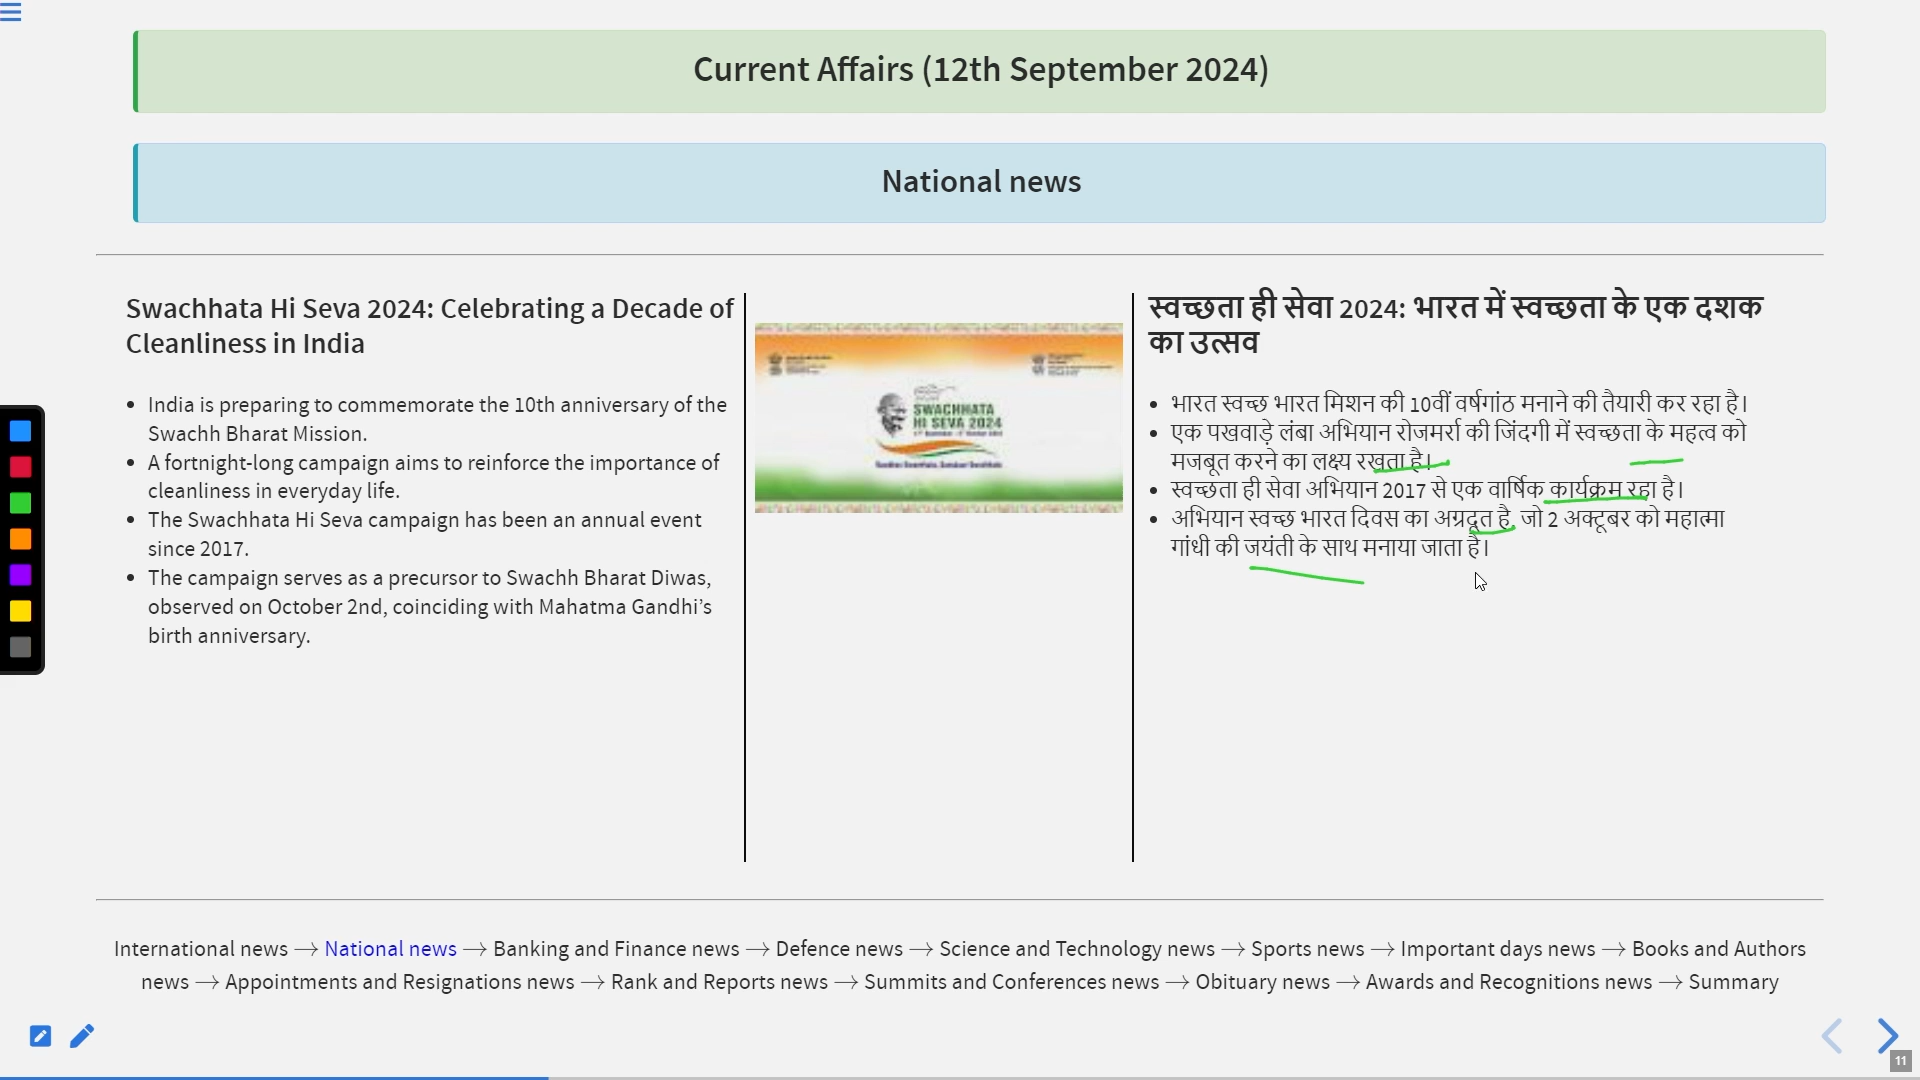 Current Affairs (12th September 2024)
National news
Swachhata Hi Seva 2024: Celebrating a Decade of
Cleanliness in India
• India is preparing to commemorate the 10th anniversary of the
Swachh Bharat Mission.
• A fortnight-long campaign aims to reinforce the importance of
cleanliness in everyday life.
• The Swachhata Hi Seva campaign has been an annual event
since 2017.
• The campaign serves as a precursor to Swachh Bharat Diwas,
observed on October 2nd, coinciding with Mahatma Gandhi’s
birth anniversary.
SWACHHATA
HI SEVA 2024
स्वच्छता ही सेवा 2024: भारत में स्वच्छता के एक दशक
का उत्सव
• भारत स्वच्छ भारत मिशन की 10वीं वर्षगांठ मनाने की तैयारी कर रहा है।
• एक पखवाड़े लंबा अभियान रोजमर्रा की जिंदगी में स्वच्छता के महत्व को
मजबूत करने का लक्ष्य रखता है।
• स्वच्छता ही सेवा अभियान 2017 से एक वार्षिक कार्यक्रम रहा है।
• अभियान स्वच्छ भारत दिवस का अग्रदूत है, जो 2 अक्टूबर को महात्मा
गांधी की जयंती के साथ मनाया जाता है।
International news → National news → Banking and Finance news → Defence news → Science and Technology news → Sports news → Important days news → Books and Authors
news → Appointments and Resignations news → Rank and Reports news → Summits and Conferences news → Obituary news → Awards and Recognitions news → Summary
11